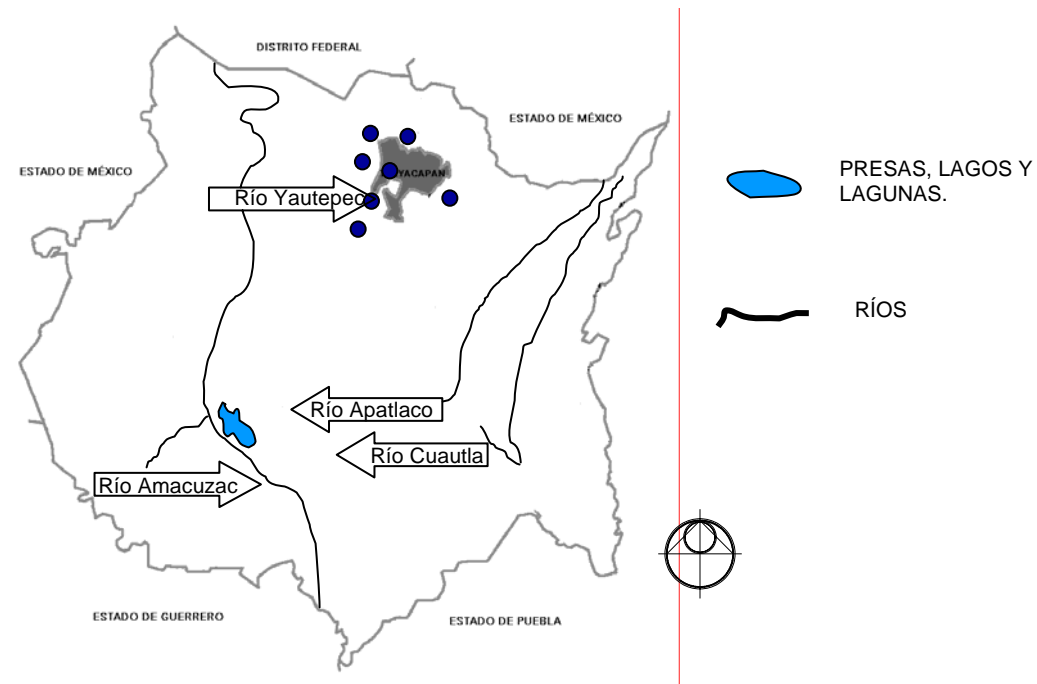 DISTRITO FEDERAL
ESTADO DE MÉXICO
ESTADO DE MÉXICO
YACAPAN
Río Yautepec
Río Apatlaco
Río Cuautla
Río Amacuzac
ESTADO DE GUERRERO
ESTADO DE PUEBLA
PRESAS, LAGOS Y
LAGUNAS.
RÍOS